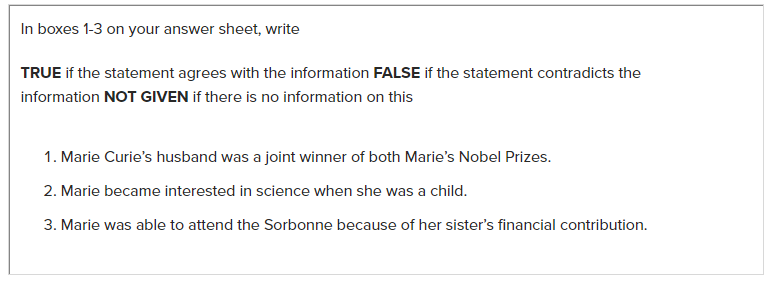 In boxes 1-3 on your answer sheet, write
TRUE if the statement agrees with the information FALSE if the statement contradicts the
information NOT GIVEN if there is no information on this
1. Marie Curie’s husband was a joint winner of both Marie’s Nobel Prizes.
2. Marie became interested in science when she was a child.
3. Marie was able to attend the Sorbonne because of her sister’s financial contribution.